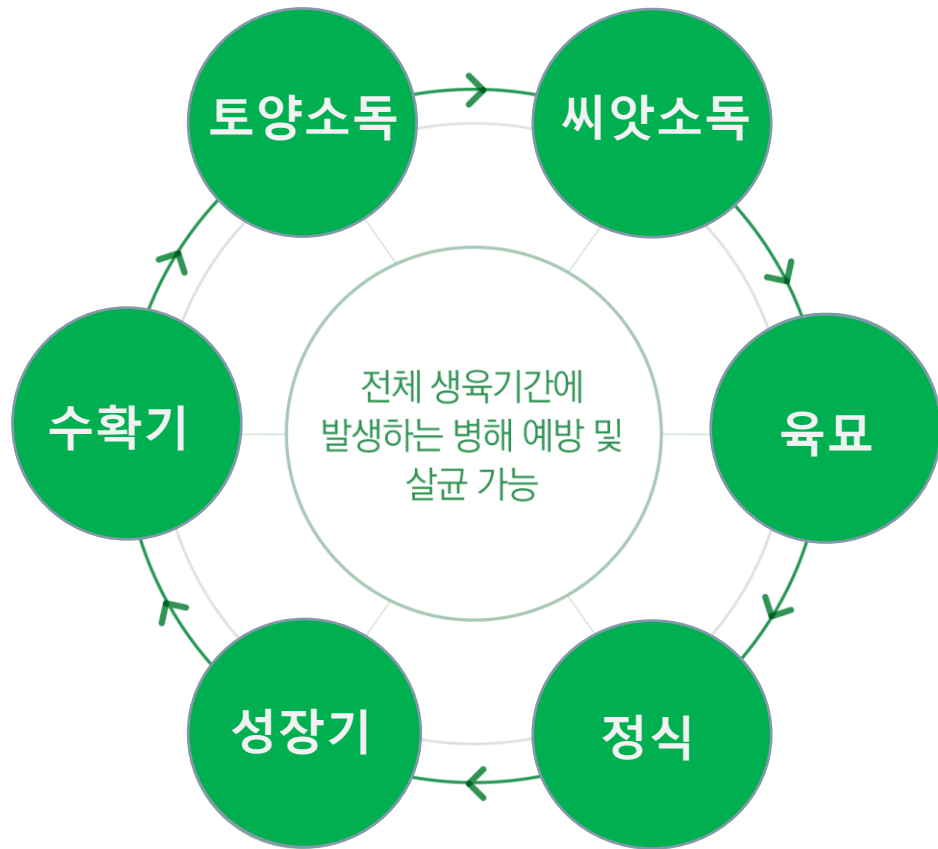 토양소독
씨앗소독
육묘
정식
성장기
수확기
전체 생육기간에
발생하는 병해 예방 및
살균 가능